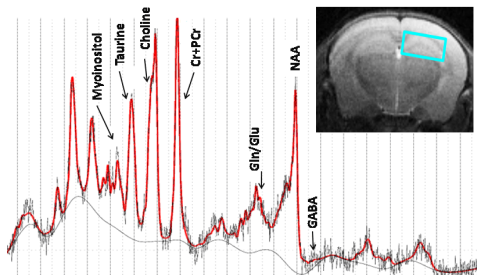 Myoinositol
Taurine
Choline
Cr+PCr
Gln/Glu
NAA
GABA